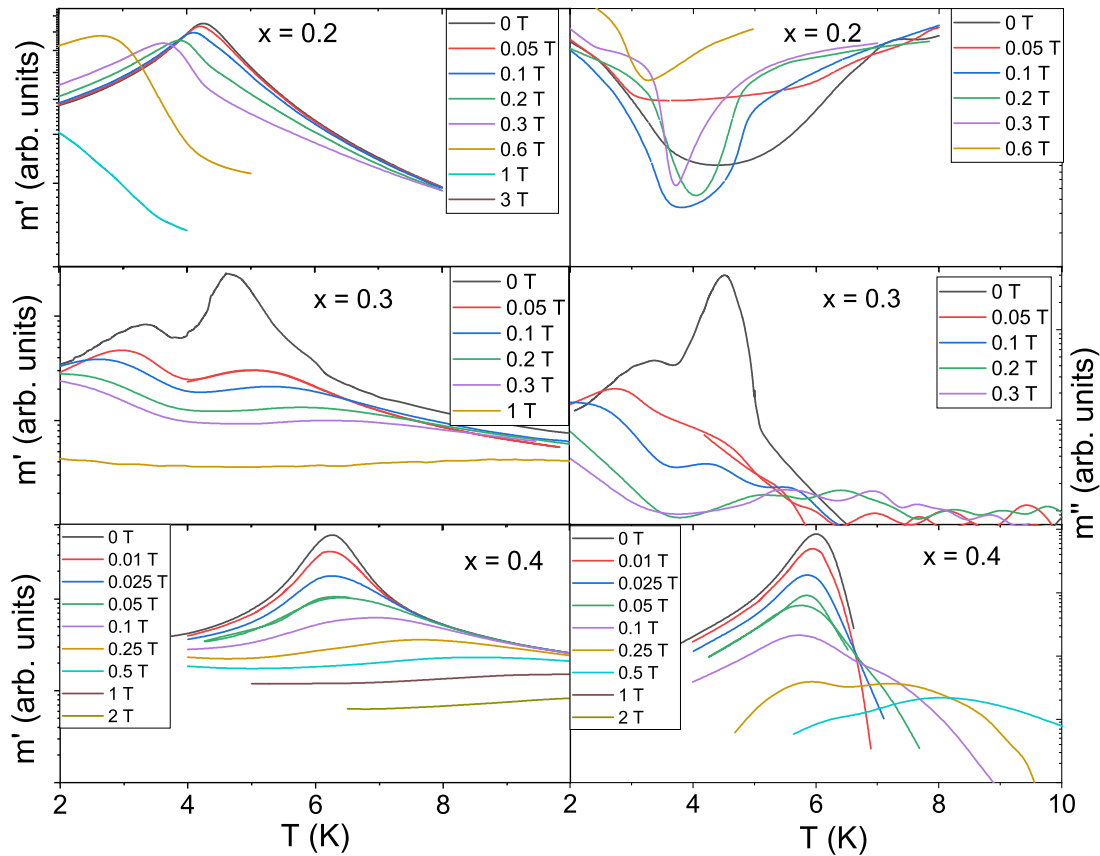 x = 0.2
0 T
0.05 T
0.1 T
0.2 T
0.3 T
0.6 T
1 T
3 T
m' (arb. units)
x = 0.2
0 T
0.05 T
0.1 T
0.2 T
0.3 T
0.6 T
x = 0.3
0 T
0.05 T
0.1 T
0.2 T
0.3 T
1 T
m' (arb. units)
x = 0.3
0 T
0.05 T
0.1 T
0.2 T
0.3 T
m'' (arb. units)
0 T
0.01 T
0.025 T
0.05 T
0.1 T
0.25 T
0.5 T
1 T
2 T
x = 0.4
m' (arb. units)
0 T
0.01 T
0.025 T
0.05 T
0.1 T
0.25 T
0.5 T
x = 0.4
2 4 6 2 4 6 8 10
T (K) T (K)